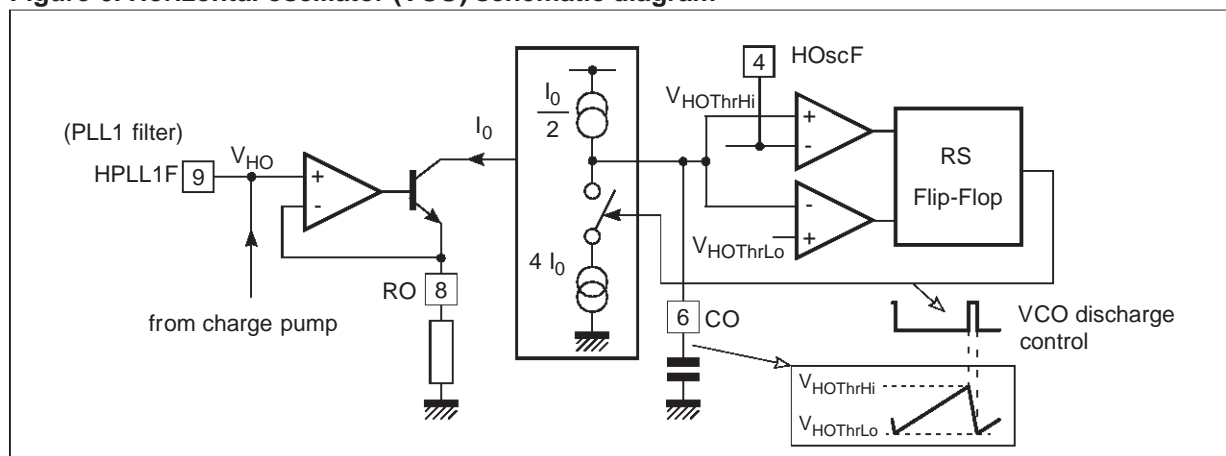 Figure 6. Horizontal oscillator (VCO) schematic diagram
I0
2
4
HOscF
VHOThrHi
(PLL1 filter)
HPLL1F
9
VHO
I0
+
-
+
-
RS
Flip-Flop
-
+
VHOThrLo
4 I0
RO
8
from charge pump
6
CO
VCO discharge
control
VHOThrHi
VHOThrLo